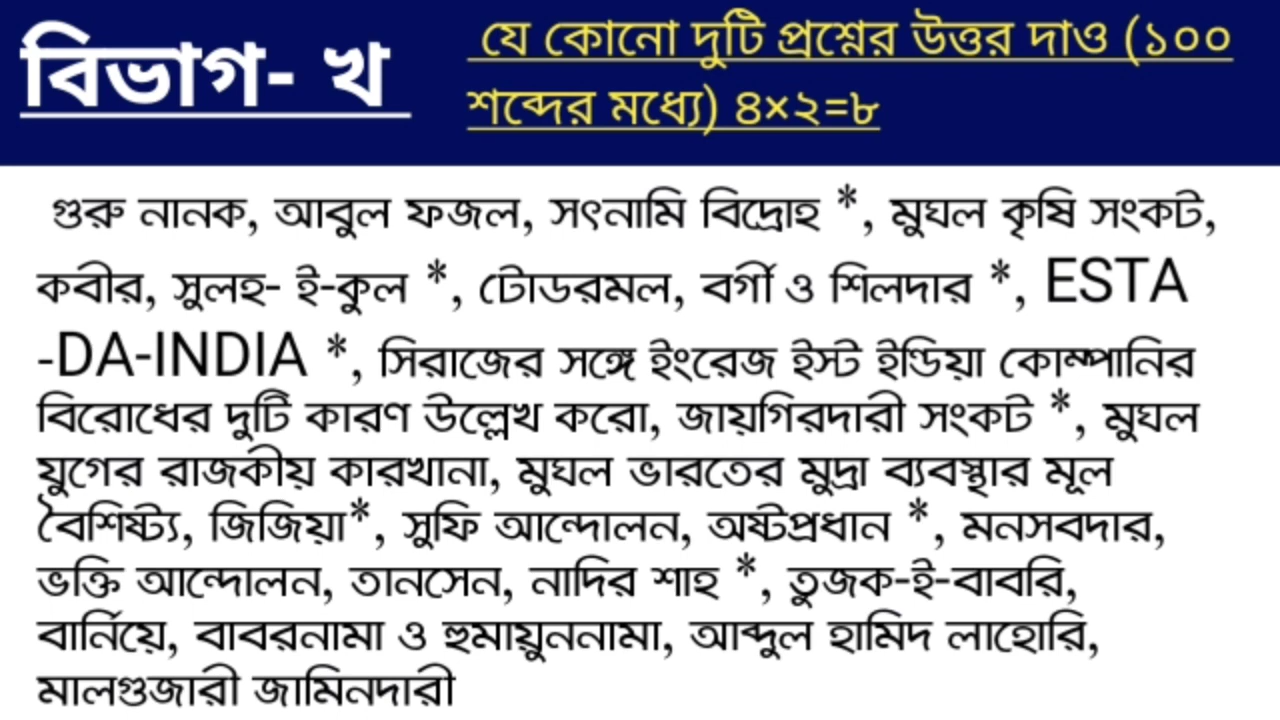 বিভাগ- খ
যে কোনো দুটি প্রশ্নের উত্তর দাও (১০০
শব্দের মধ্যে) ৪×২=৮
গুরু নানক, আবুল ফজল, সৎনামি বিদ্রোহ *, মুঘল কৃষি সংকট,
কবীর, সুলহ- ই-কুল *, টোডরমল, বর্গী ও শিলদার *, ESTA
-DA-INDIA *, সিরাজের সঙ্গে ইংরেজ ইস্ট ইন্ডিয়া কোম্পানির
বিরোধের দুটি কারণ উল্লেখ করো, জায়গিরদারী সংকট *, মুঘল
যুগের রাজকীয় কারখানা, মুঘল ভারতের মুদ্রা ব্যবস্থার মূল
বৈশিষ্ট্য, জিজিয়া*, সুফি আন্দোলন, অষ্টপ্রধান *, মনসবদার,
ভক্তি আন্দোলন, তানসেন, নাদির শাহ *, তুজক-ই-বাবরি,
বার্নিয়ে, বাবরনামা ও হুমায়ুননামা, আব্দুল হামিদ লাহোরি,
মালগুজারী জামিনদারী